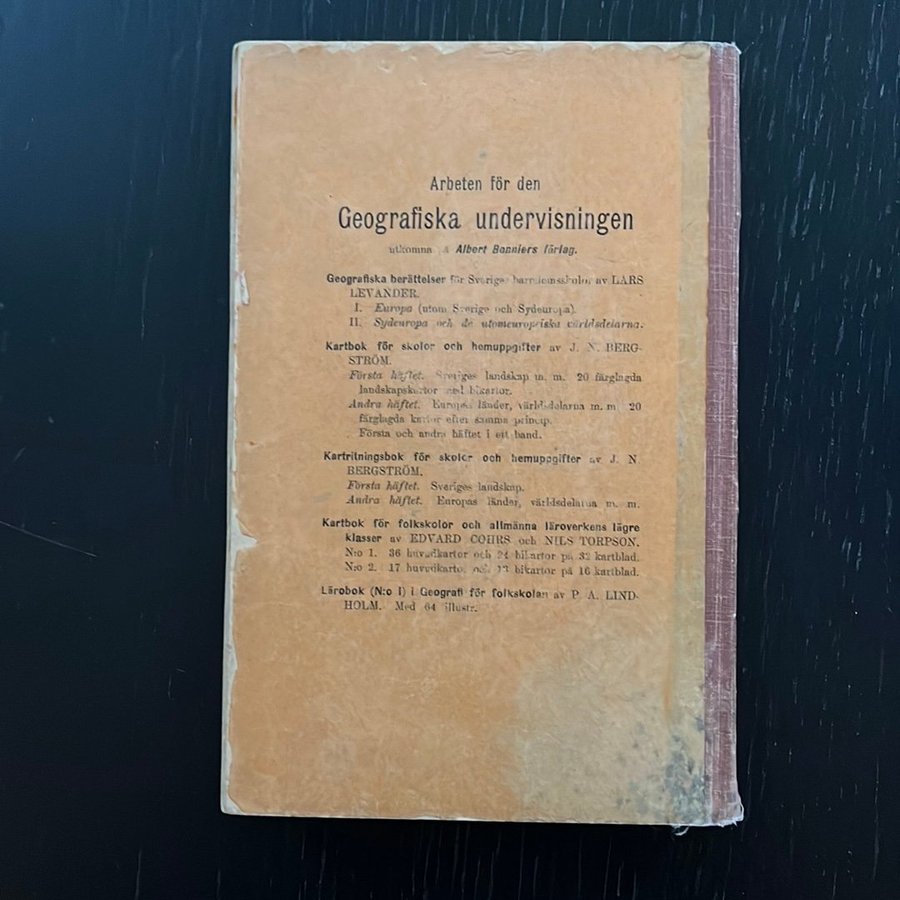 Arbeten för den
Geografiska undervisningen
utkomna å Albert Bonniers förlag.
Geografiska berättelser för Sveriges barndomsskolor av LARS
LEVANDER.
I. Europa (utom Sverige och Sydeuropa).
II. Sydeuropa och de utomeuropeiska världsdelarna.
Kartbok för skolor och hemuppgifter av J. N. BERG-
STRÖM.
Första häftet. Sveriges landskap m. m. 20 färglagda
landskapskartor med bikartor.
Andra häftet. Europas länder, världsdelarna m. m. 20
färglagda kartor efter samma princip.
Första och andra häftet i ett band.
Kartritningsbok för skolor och hemuppgifter av J. N.
BERGSTRÖM.
Första häftet. Sveriges landskap.
Andra häftet. Europas länder, världsdelarna m. m.
Kartbok för folkskolor och allmänna läroverkens lägre
klasser av EDVARD COHRS och NILS TORPSON.
N:o 1. 36 huvudkartor och 24 bikartor på 32 kartblad.
N:o 2. 17 huvudkartor och 13 bikartor på 16 kartblad.
Lärobok (N:o I) i Geografi för folkskolan av P. A. LIND-
HOLM. Med 64 illustr.